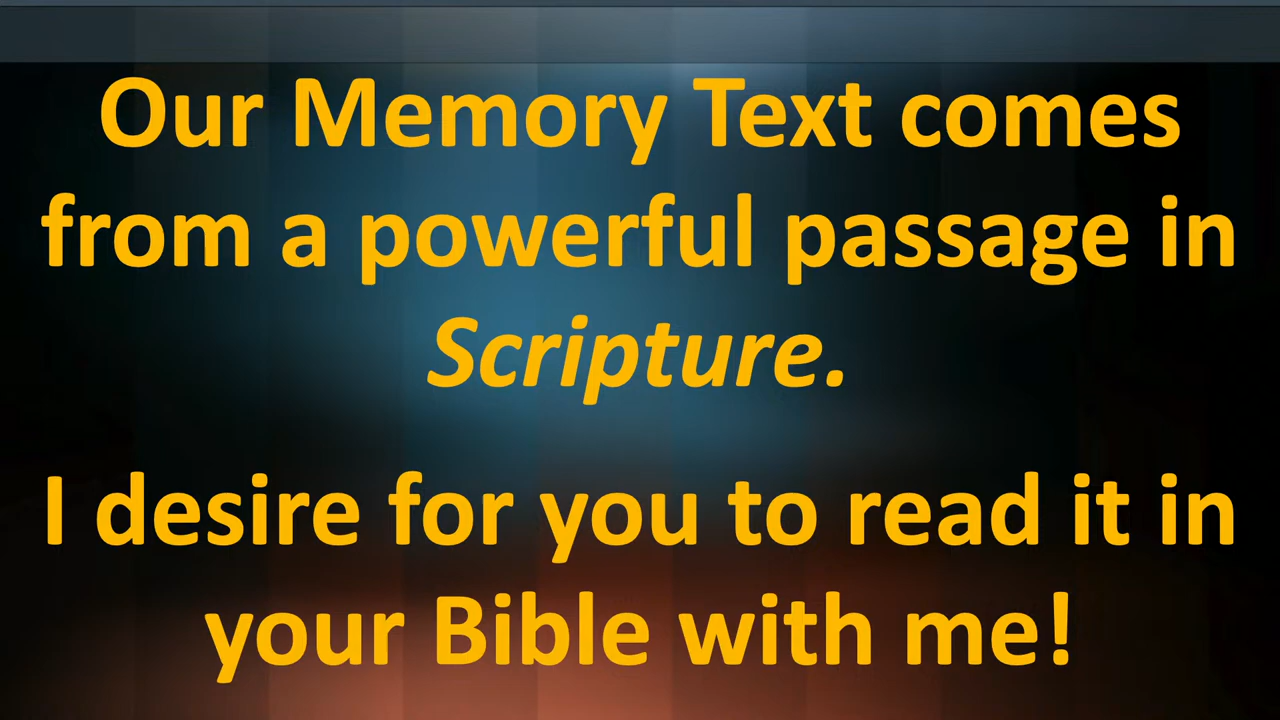 Our Memory Text comes
from a powerful passage in
Scripture.
I desire for you to read it in
your Bible with me!